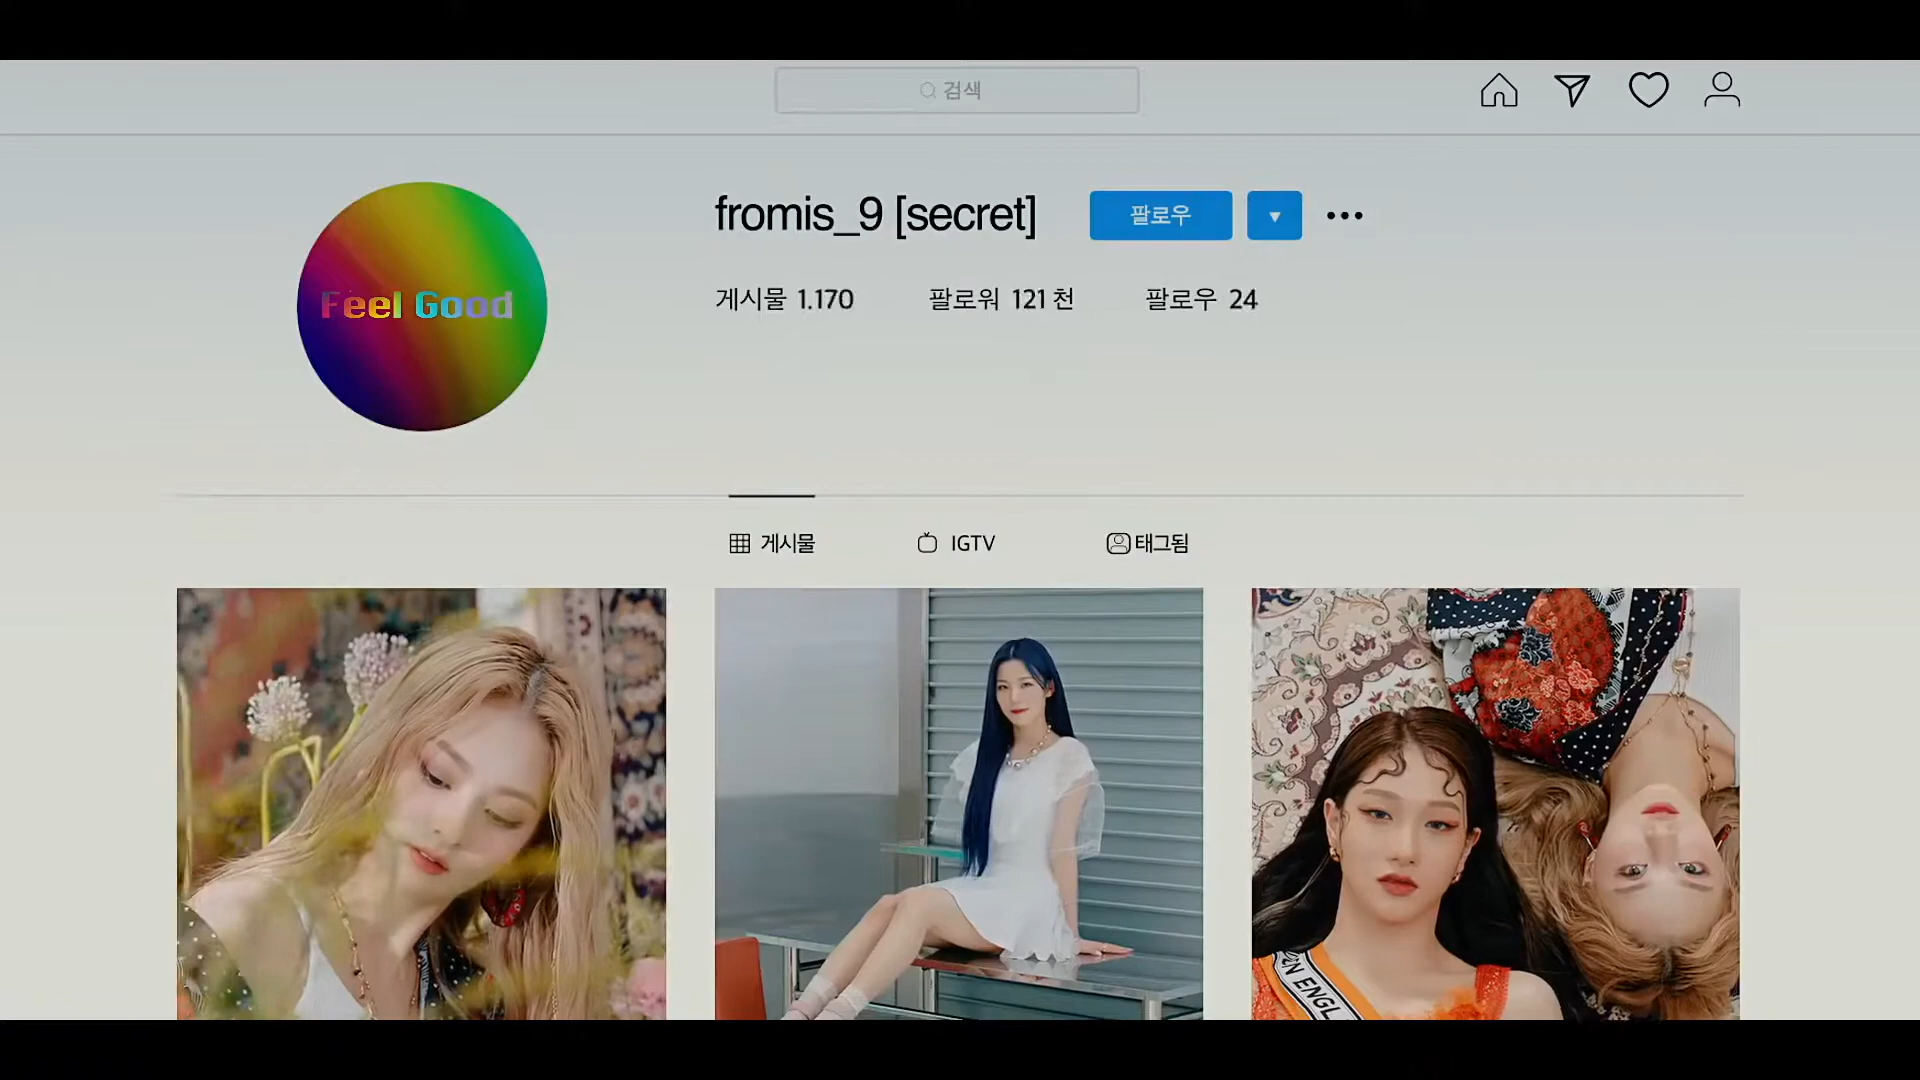 검색
fromis_9 [secret]
팔로우
▼
Feel Good
게시물 1.170 팔로워 121 천 팔로우 24
게시물 IGTV 태그됨
EN ENGL